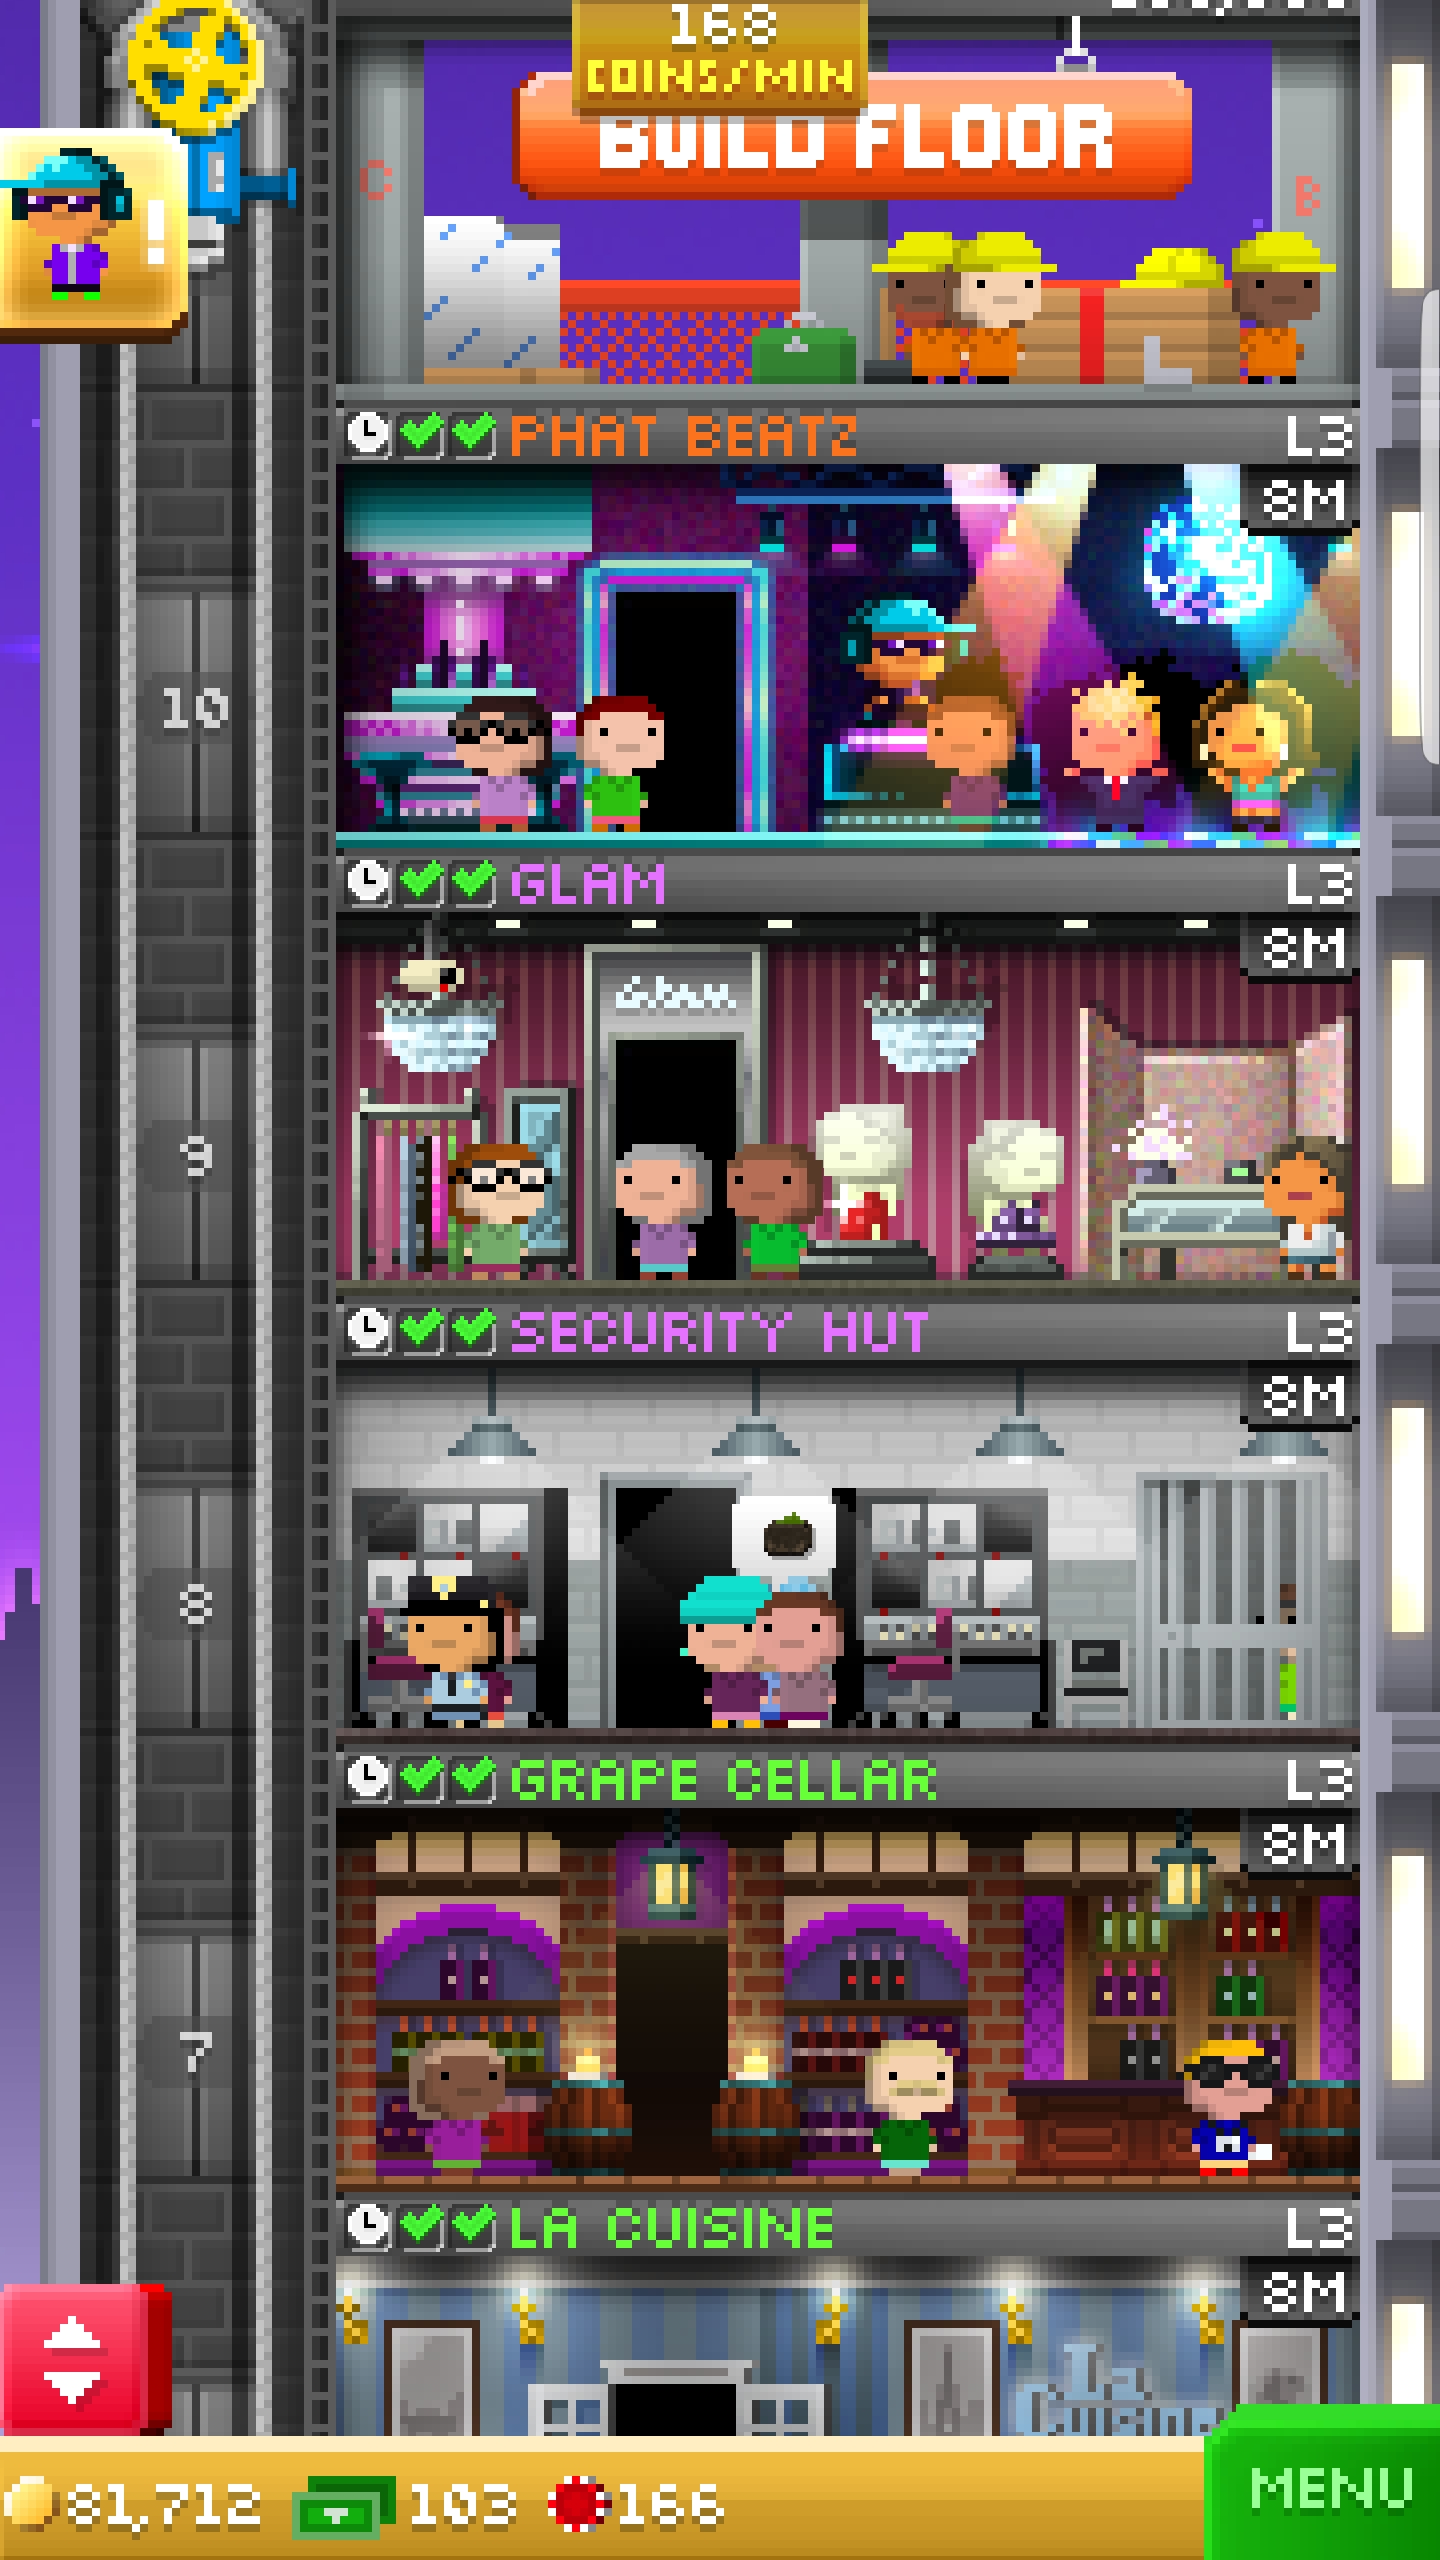 168
COINS/MIN
BUILD FLOOR
C
B
PHAT BEATZ L3
8M
10
GLAM L3
8M
Glam
9
SECURITY HUT L3
8M
8
GRAPE CELLAR L3
8M
7
LA CUISINE L3
8M
La
Cuisine
81,712 103 166
MENU